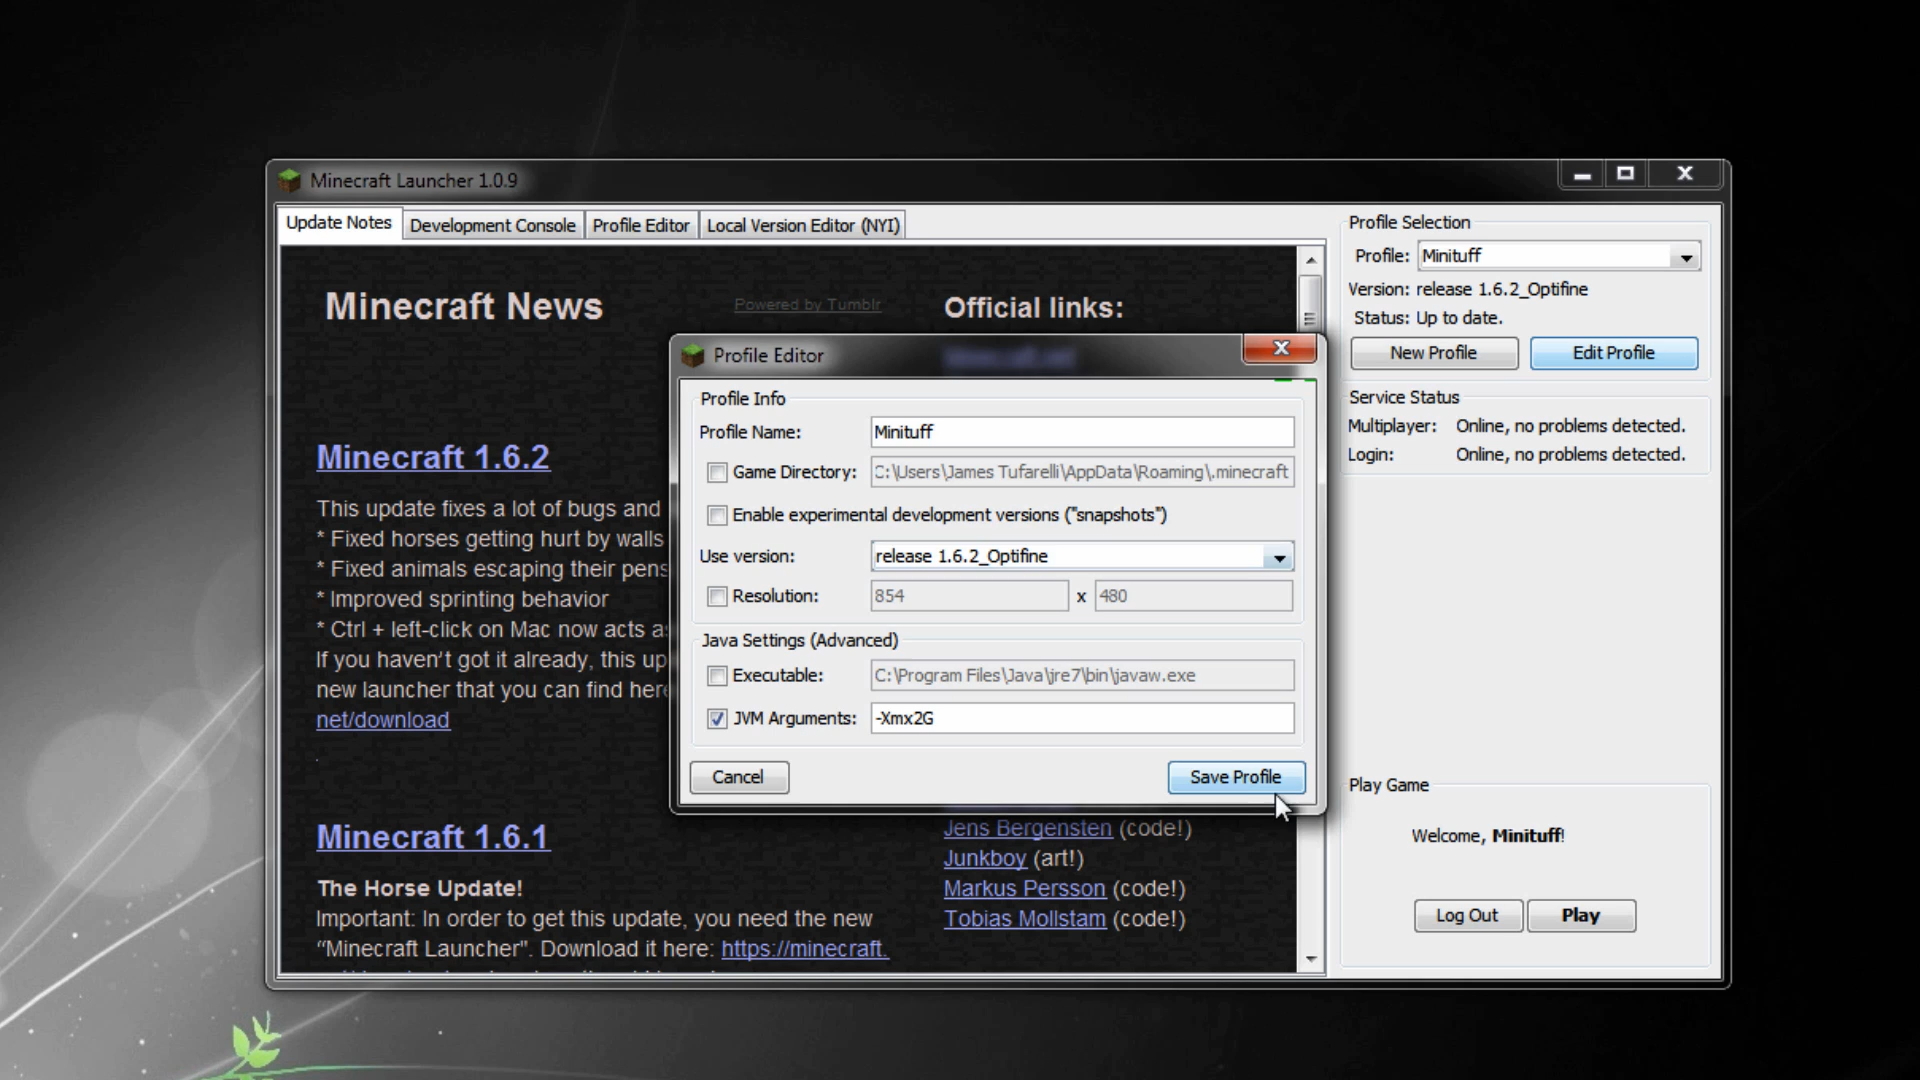 Minecraft Launcher 1.0.9
Update Notes
Development Console
Profile Editor
Local Version Editor (NYI)
Minecraft News
Powered by Tumblr
Official links:
Minecraft 1.6.2
This update fixes a lot of bugs and
* Fixed horses getting hurt by walls
* Fixed animals escaping their pens
* Improved sprinting behavior
* Ctrl + left-click on Mac now acts
If you haven't got it already, this
new launcher that you can find here
net/download
Minecraft 1.6.1
The Horse Update!
Important: In order to get this update, you need the new
"Minecraft Launcher". Download it here: https://minecraft.
Jens Bergensten (code!)
Junkboy (art!)
Markus Persson (code!)
Tobias Mollstam (code!)
Profile Editor
Profile Info
Profile Name: Minituff
Game Directory: C:\Users\James Tufarelli\AppData\Roaming\.minecraft
Enable experimental development versions ("snapshots")
Use version: release 1.6.2_Optifine
Resolution: 854 x 480
Java Settings (Advanced)
Executable: C:\Program Files\Java\jre7\bin\javaw.exe
JVM Arguments: -Xmx2G
Cancel
Save Profile
Profile Selection
Profile: Minituff
Version: release 1.6.2_Optifine
Status: Up to date.
New Profile
Edit Profile
Service Status
Multiplayer: Online, no problems detected.
Login: Online, no problems detected.
Play Game
Welcome, Minituff!
Log Out
Play